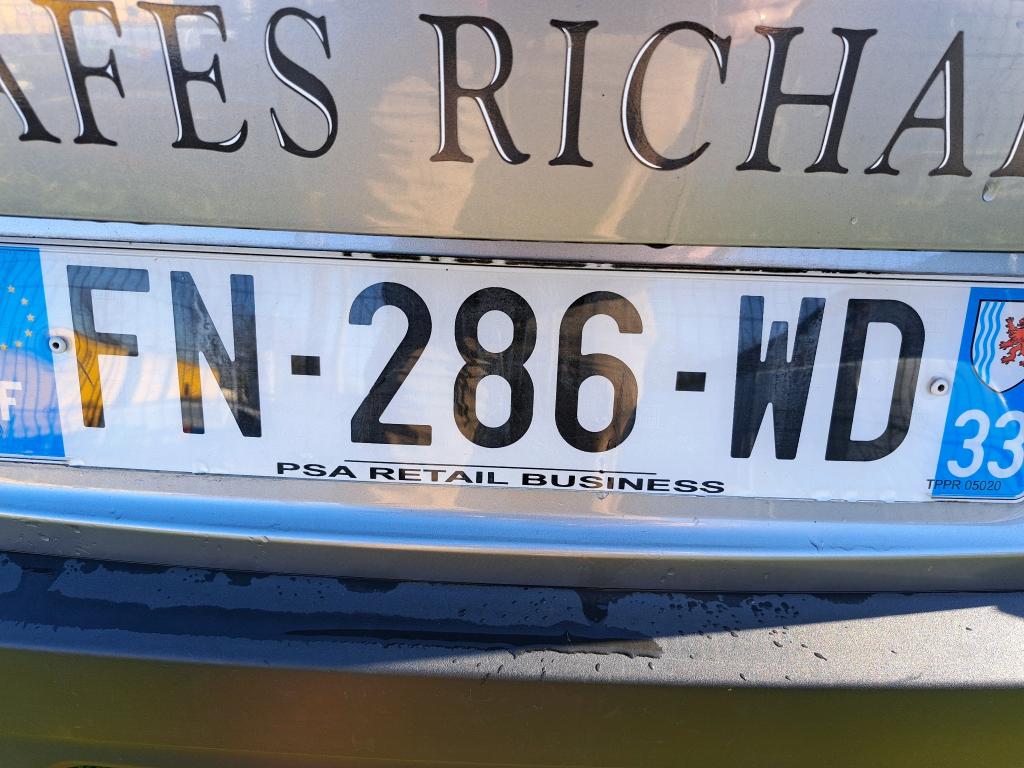 AFES RICHA
F FN-286-WD 33
PSA RETAIL BUSINESS
TPPR 05020